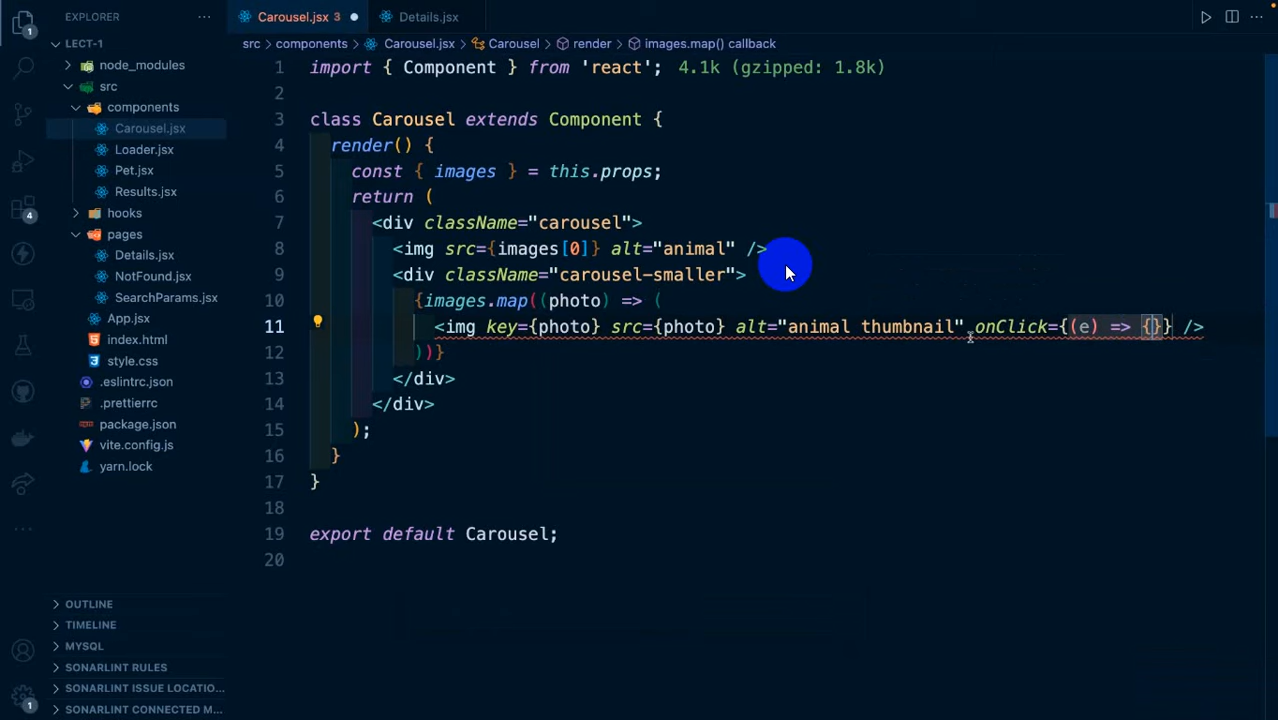 1
EXPLORER
···
Carousel.jsx 3
Details.jsx
LECT-1
src > components > Carousel.jsx > Carousel > render > images.map() callback
node_modules
src
components
Carousel.jsx
Loader.jsx
Pet.jsx
Results.jsx
hooks
pages
Details.jsx
NotFound.jsx
SearchParams.jsx
App.jsx
index.html
style.css
.eslintrc.json
.prettierrc
package.json
vite.config.js
yarn.lock
4
1
OUTLINE
TIMELINE
MYSQL
SONARLINT RULES
SONARLINT ISSUE LOCATIO...
SONARLINT CONNECTED M...
1 import { Component } from 'react'; 4.1k (gzipped: 1.8k)
2
3 class Carousel extends Component {
4 render() {
5 const { images } = this.props;
6 return (
7 <div className="carousel">
8 <img src={images[0]} alt="animal" />
9 <div className="carousel-smaller">
10 {images.map((photo) => (
11 <img key={photo} src={photo} alt="animal thumbnail" onClick={(e) => {}} />
12 ))}
13 </div>
14 </div>
15 );
16 }
17 }
18
19 export default Carousel;
20